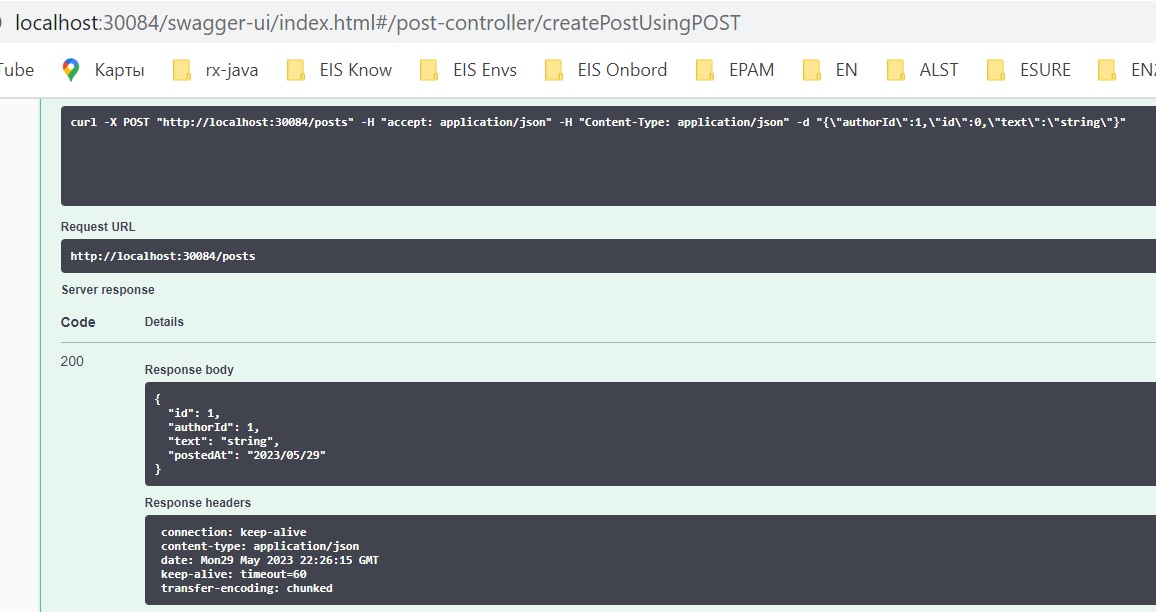 localhost:30084/swagger-ui/index.html#/post-controller/createPostUsingPOST
Tube Карты rx-java EIS Know EIS Envs EIS Onbord EPAM EN ALST ESURE EN2
curl -X POST "http://localhost:30084/posts" -H "accept: application/json" -H "Content-Type: application/json" -d "{\"authorId\":1,\"id\":0,\"text\":\"string\"}"
Request URL
http://localhost:30084/posts
Server response
Code Details
200
Response body
{
"id": 1,
"authorId": 1,
"text": "string",
"postedAt": "2023/05/29"
}
Response headers
connection: keep-alive
content-type: application/json
date: Mon29 May 2023 22:26:15 GMT
keep-alive: timeout=60
transfer-encoding: chunked